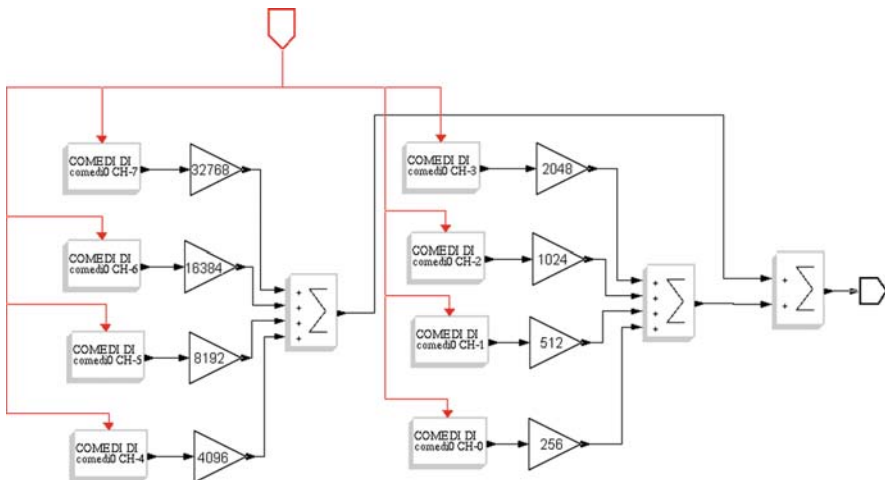 COMEDI DI
comedi0 CH-7
32768
COMEDI DI
comedi0 CH-3
2048
COMEDI DI
comedi0 CH-6
16384
COMEDI DI
comedi0 CH-2
1024
+
+
+
+
Σ
+
+
+
+
Σ
+
+
Σ
COMEDI DI
comedi0 CH-5
8192
COMEDI DI
comedi0 CH-1
512
COMEDI DI
comedi0 CH-4
4096
COMEDI DI
comedi0 CH-0
256